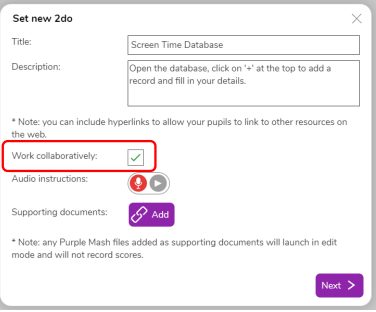 Set new 2do
Title:
Screen Time Database
Description:
Open the database, click on '+' at the top to add a
record and fill in your details.
* Note: you can include hyperlinks to allow your pupils to link to other resources on
the web.
Work collaboratively:
Audio instructions:
Supporting documents:
Add
* Note: any Purple Mash files added as supporting documents will launch in edit
mode and will not record scores.
Next